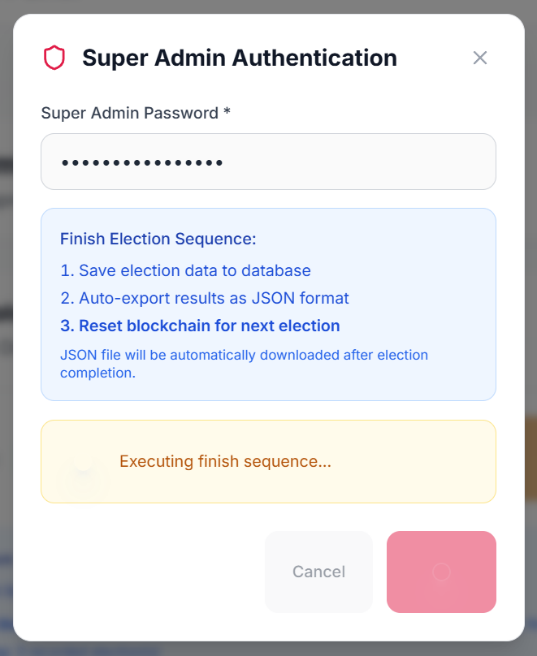 Super Admin Authentication
Super Admin Password *
••••••••••••••••
Finish Election Sequence:
1. Save election data to database
2. Auto-export results as JSON format
3. Reset blockchain for next election
JSON file will be automatically downloaded after election
completion.
Executing finish sequence...
Cancel